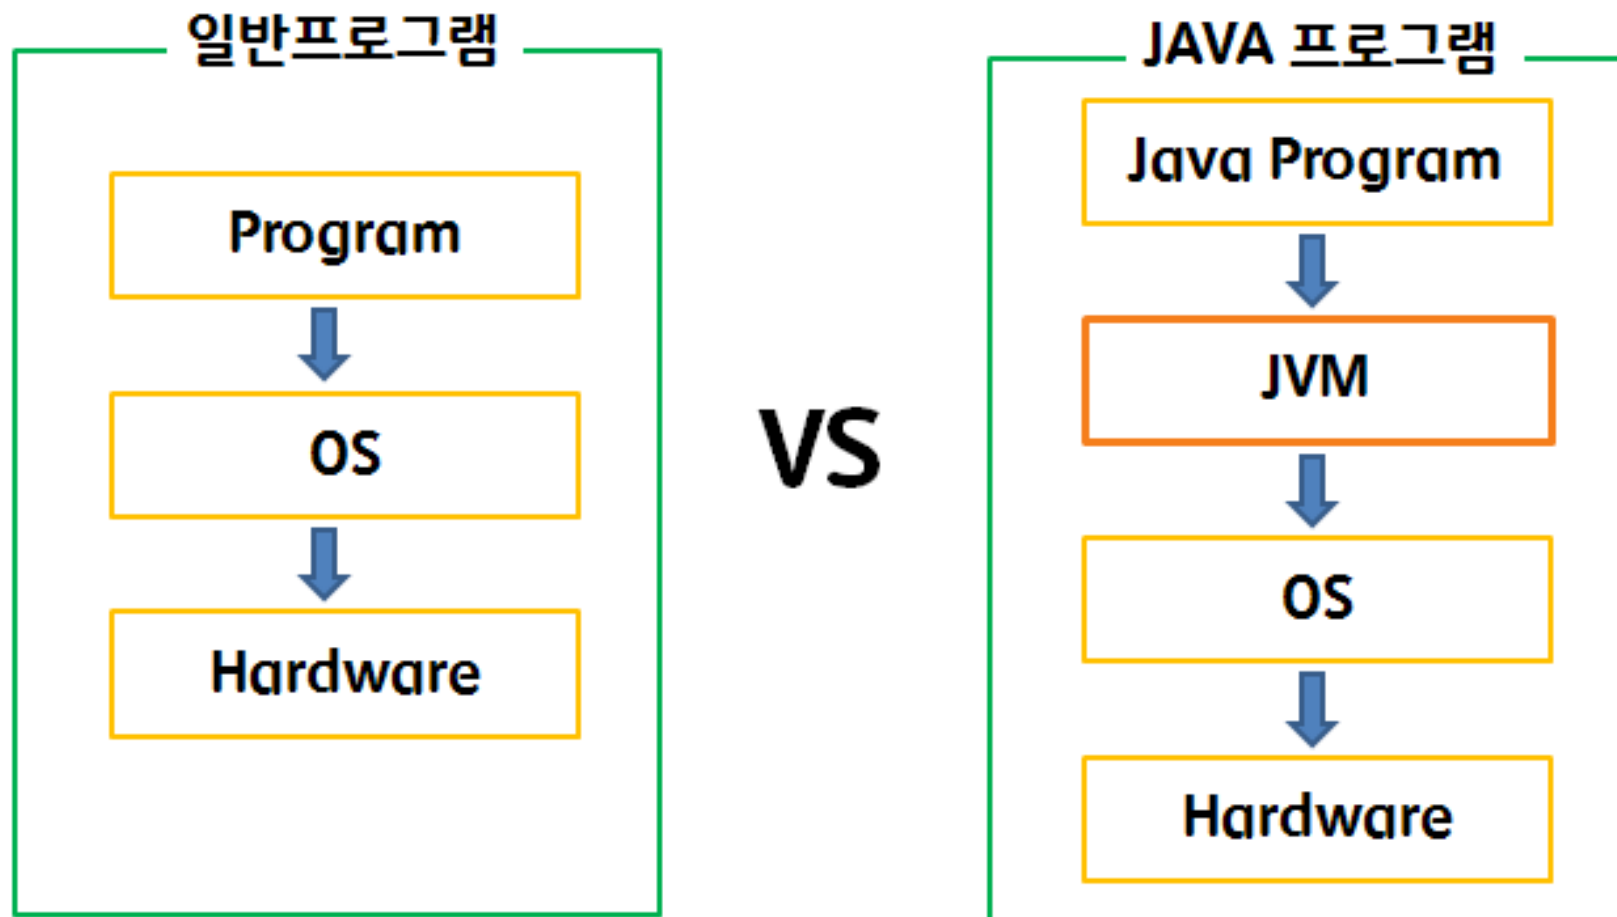 일반프로그램
Program
OS
Hardware
VS
JAVA 프로그램
Java Program
JVM
OS
Hardware